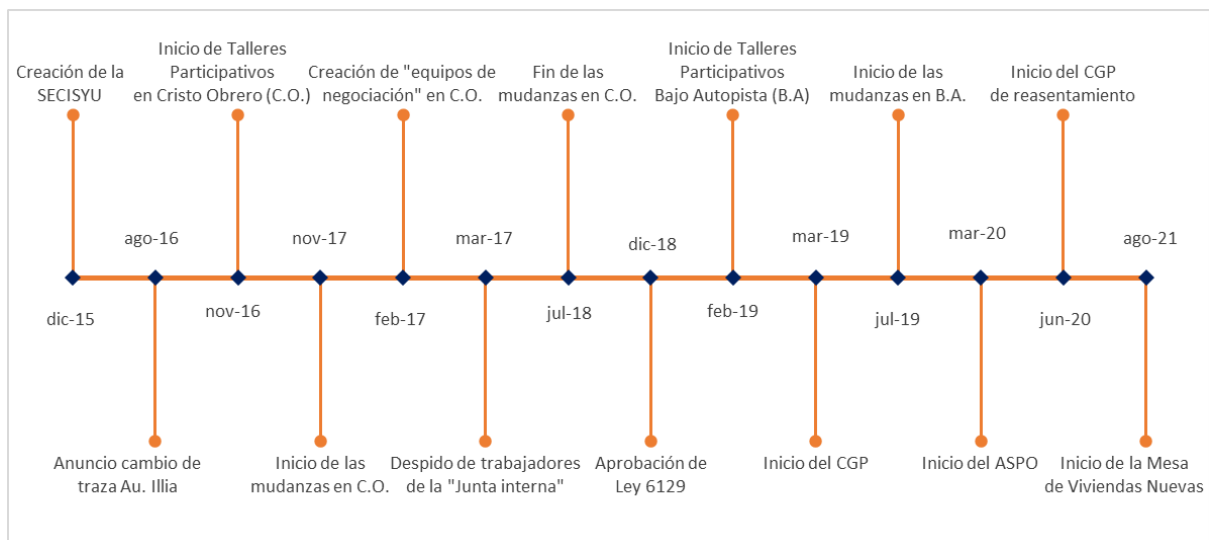 Creación de la
SECISYU
Inicio de Talleres
Participativos
en Cristo Obrero (C.O.)
Creación de "equipos de
negociación" en C.O.
Fin de las
mudanzas en C.O.
Inicio de Talleres
Participativos
Bajo Autopista (B.A)
Inicio de las
mudanzas en B.A.
Inicio del CGP
de reasentamiento
ago-16
nov-17
mar-17
dic-18
mar-19
mar-20
ago-21
dic-15
nov-16
feb-17
jul-18
feb-19
jul-19
jun-20
Anuncio cambio de
traza Au. Illia
Inicio de las
mudanzas en C.O.
Despido de trabajadores
de la "Junta interna"
Aprobación de
Ley 6129
Inicio del CGP
Inicio del ASPO
Inicio de la Mesa
de Viviendas Nuevas